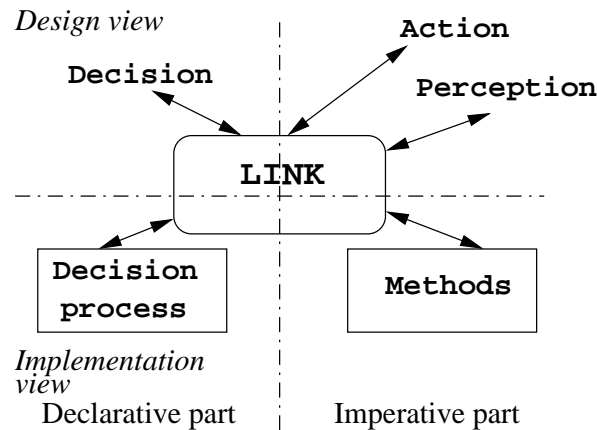 Design view
Action
Decision
Perception
LINK
Decision
process
Methods
Implementation
view
Declarative part
Imperative part